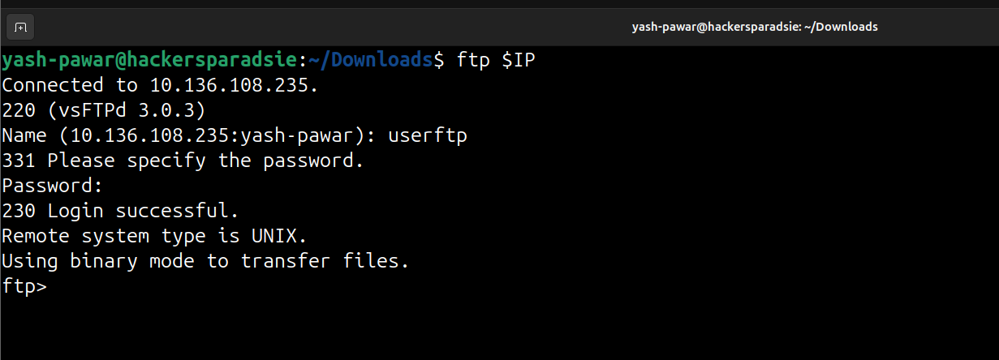 yash-pawar@hackersparadsie: ~/Downloads
yash-pawar@hackersparadsie:~/Downloads$ ftp $IP
Connected to 10.136.108.235.
220 (vsFTPd 3.0.3)
Name (10.136.108.235:yash-pawar): userftp
331 Please specify the password.
Password:
230 Login successful.
Remote system type is UNIX.
Using binary mode to transfer files.
ftp>